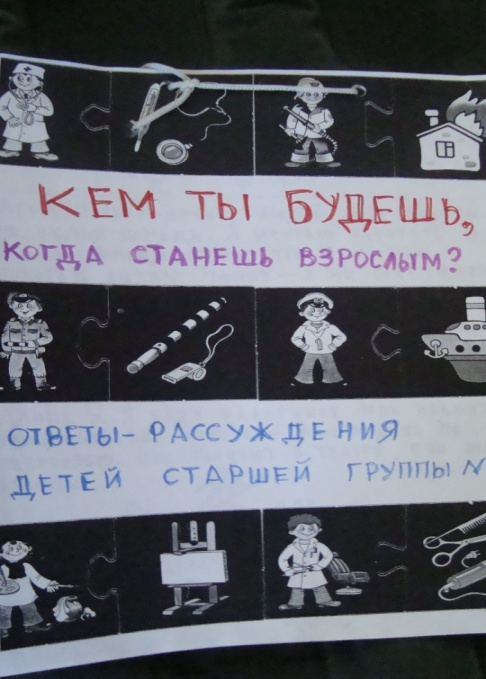 КЕМ ТЫ БУДЕШЬ,
КОГДА СТАНЕШЬ ВЗРОСЛЫМ?
ОТВЕТЫ - РАССУЖДЕНИЯ
ДЕТЕЙ СТАРШЕЙ ГРУППЫ N